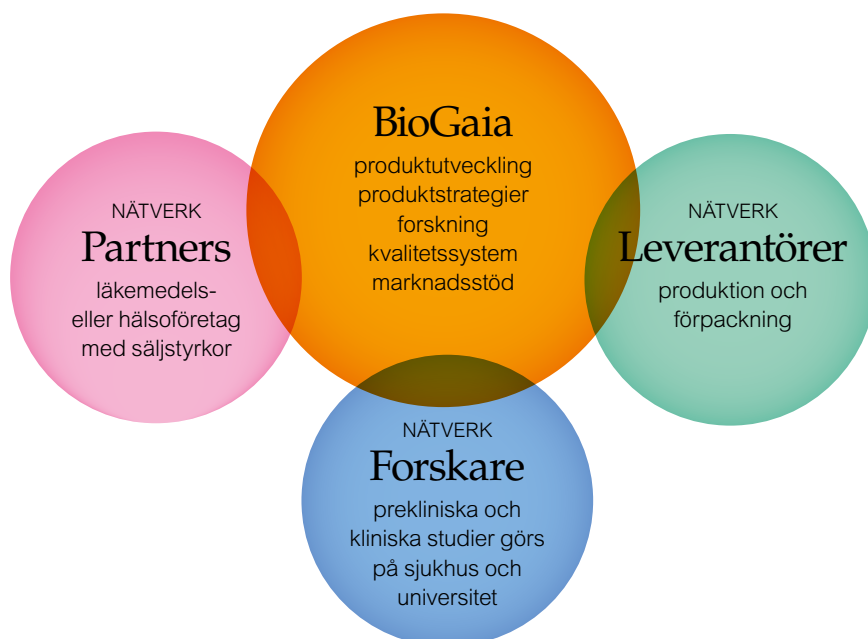 BioGaia
produktutveckling
produktstrategier
forskning
kvalitetssystem
marknadsstöd
NÄTVERK
Partners
läkemedels-
eller hälsoföretag
med säljstyrkor
NÄTVERK
Leverantörer
produktion och
förpackning
NÄTVERK
Forskare
prekliniska och
kliniska studier görs
på sjukhus och
universitet